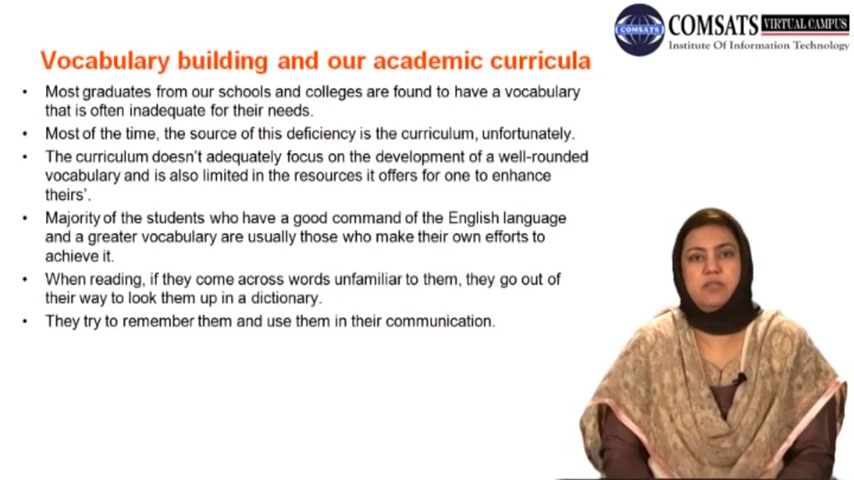 COMSATS VIRTUAL CAMPUS
COMSATS
Institute Of Information Technology
Vocabulary building and our academic curricula
• Most graduates from our schools and colleges are found to have a vocabulary
that is often inadequate for their needs.
• Most of the time, the source of this deficiency is the curriculum, unfortunately.
• The curriculum doesn't adequately focus on the development of a well-rounded
vocabulary and is also limited in the resources it offers for one to enhance
theirs'.
• Majority of the students who have a good command of the English language
and a greater vocabulary are usually those who make their own efforts to
achieve it.
• When reading, if they come across words unfamiliar to them, they go out of
their way to look them up in a dictionary.
• They try to remember them and use them in their communication.